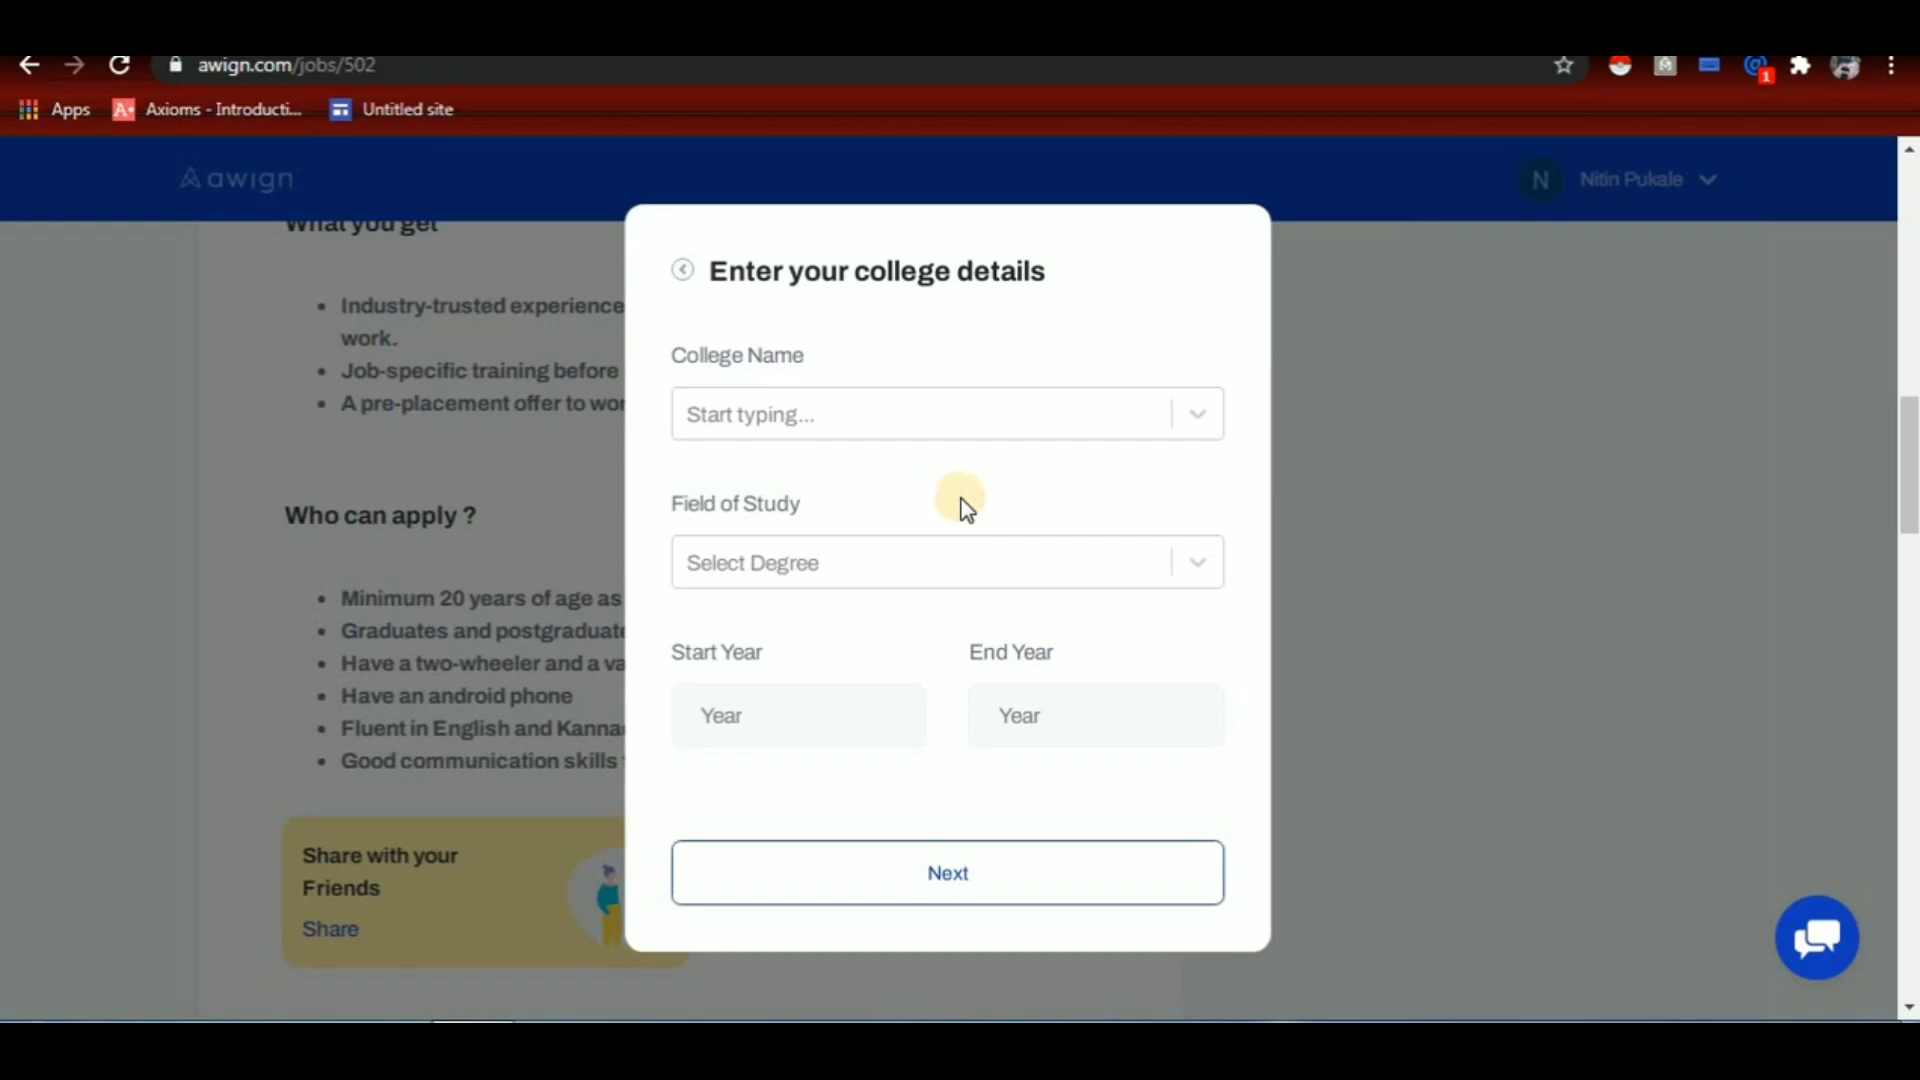 awign.com/jobs/502
1
Apps
Axioms - Introducti...
Untitled site
awign
N
Nitin Pukale
What you get
Industry-trusted experience
work.
Job-specific training before
A pre-placement offer to wor
Who can apply ?
Minimum 20 years of age as
Graduates and postgraduate
Have a two-wheeler and a va
Have an android phone
Fluent in English and Kanna
Good communication skills
Share with your
Friends
Share
Enter your college details
College Name
Start typing...
Field of Study
Select Degree
Start Year
End Year
Year
Year
Next